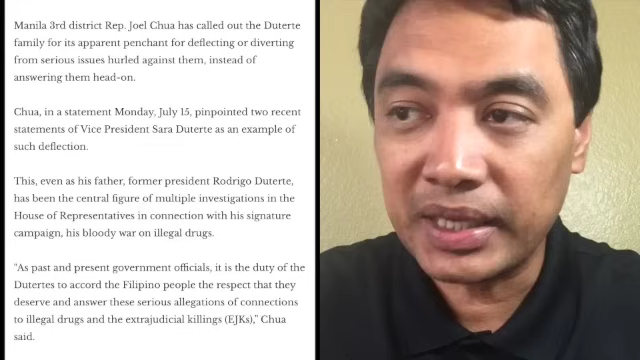 Manila 3rd district Rep. Joel Chua has called out the Duterte
family for its apparent penchant for deflecting or diverting
from serious issues hurled against them, instead of
answering them head-on.
Chua, in a statement Monday, July 15, pinpointed two recent
statements of Vice President Sara Duterte as an example of
such deflection.
This, even as his father, former president Rodrigo Duterte,
has been the central figure of multiple investigations in the
House of Representatives in connection with his signature
campaign, his bloody war on illegal drugs.
"As past and present government officials, it is the duty of the
Dutertes to accord the Filipino people the respect that they
deserve and answer these serious allegations of connections
to illegal drugs and the extrajudicial killings (EJKs)," Chua
said.